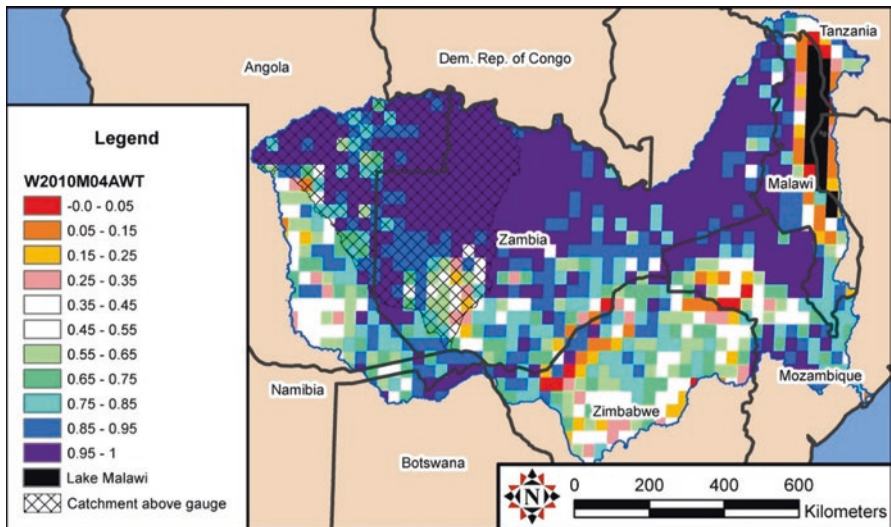 Tanzania
Dem. Rep. of Congo
Angola
Legend
W2010M04AWT
-0.0 - 0.05
0.05 - 0.15
0.15 - 0.25
0.25 - 0.35
0.35 - 0.45
0.45 - 0.55
0.55 - 0.65
0.65 - 0.75
0.75 - 0.85
0.85 - 0.95
0.95 - 1
Lake Malawi
Catchment above gauge
Malawi
Zambia
Namibia
Mozambique
Zimbabwe
Botswana
N
0 200 400 600
Kilometers